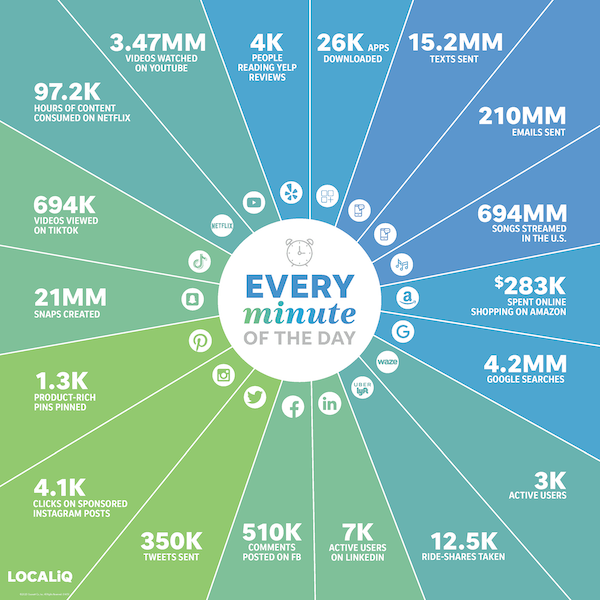 4K
PEOPLE
READING YELP
REVIEWS
26K APPS
DOWNLOADED
15.2MM
TEXTS SENT
210MM
EMAILS SENT
694MM
SONGS STREAMED
IN THE U.S.
$283K
SPENT ONLINE
SHOPPING ON AMAZON
4.2MM
GOOGLE SEARCHES
3K
ACTIVE USERS
12.5K
RIDE-SHARES TAKEN
7K
ACTIVE USERS
ON LINKEDIN
510K
COMMENTS
POSTED ON FB
350K
TWEETS SENT
4.1K
CLICKS ON SPONSORED
INSTAGRAM POSTS
1.3K
PRODUCT-RICH
PINS PINNED
21MM
SNAPS CREATED
694K
VIDEOS VIEWED
ON TIKTOK
97.2K
HOURS OF CONTENT
CONSUMED ON NETFLIX
3.47MM
VIDEOS WATCHED
ON YOUTUBE
NETFLIX
a
G
waze
UBER
lyft
in
f
EVERY
minute
OF THE DAY
LOCALiQ